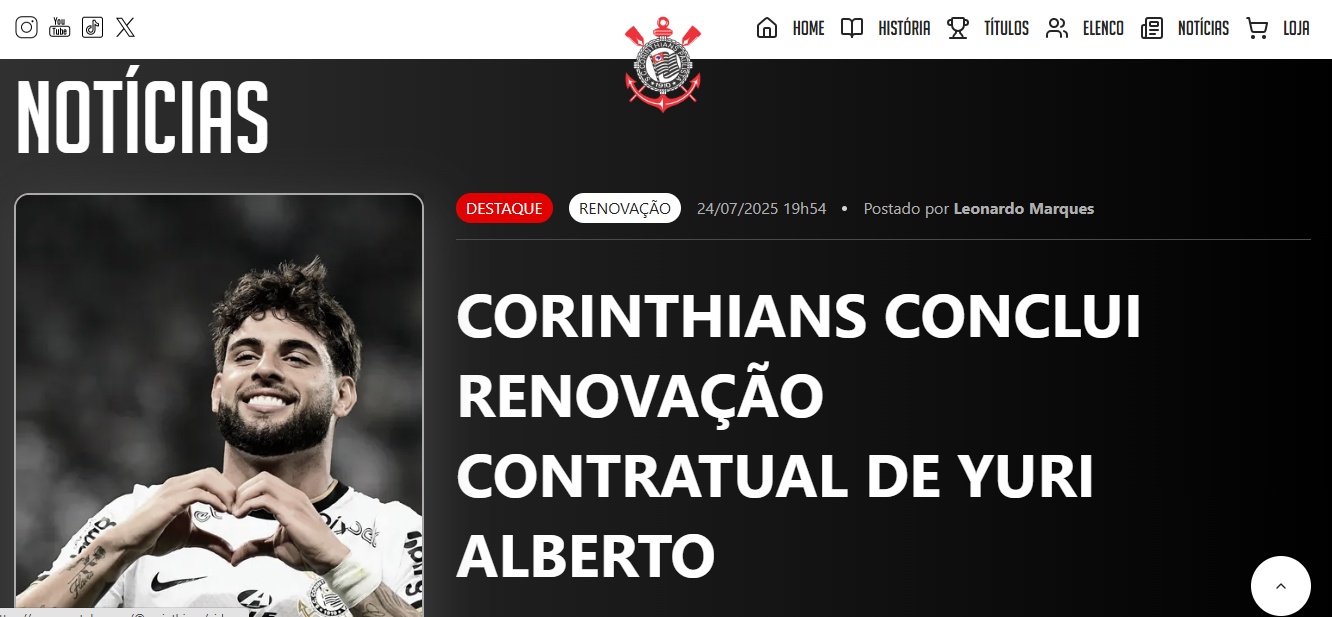 You
Tube
HOME
HISTÓRIA
TÍTULOS
ELENCO
NOTÍCIAS
LOJA
NOTÍCIAS
DESTAQUE
RENOVAÇÃO
24/07/2025 19h54 • Postado por Leonardo Marques
CORINTHIANS CONCLUI
RENOVAÇÃO
CONTRATUAL DE YURI
ALBERTO
1910